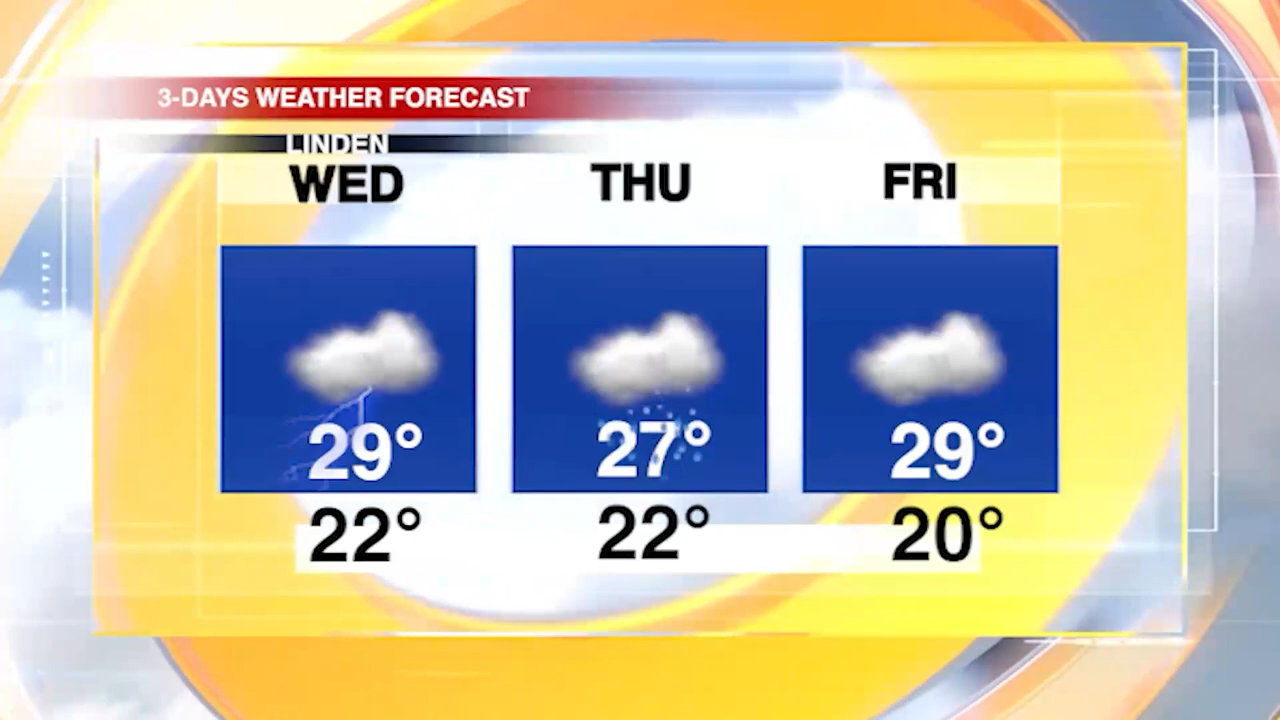 3-DAYS WEATHER FORECAST
LINDEN
WED THU FRI
29° 27° 29°
22° 22° 20°